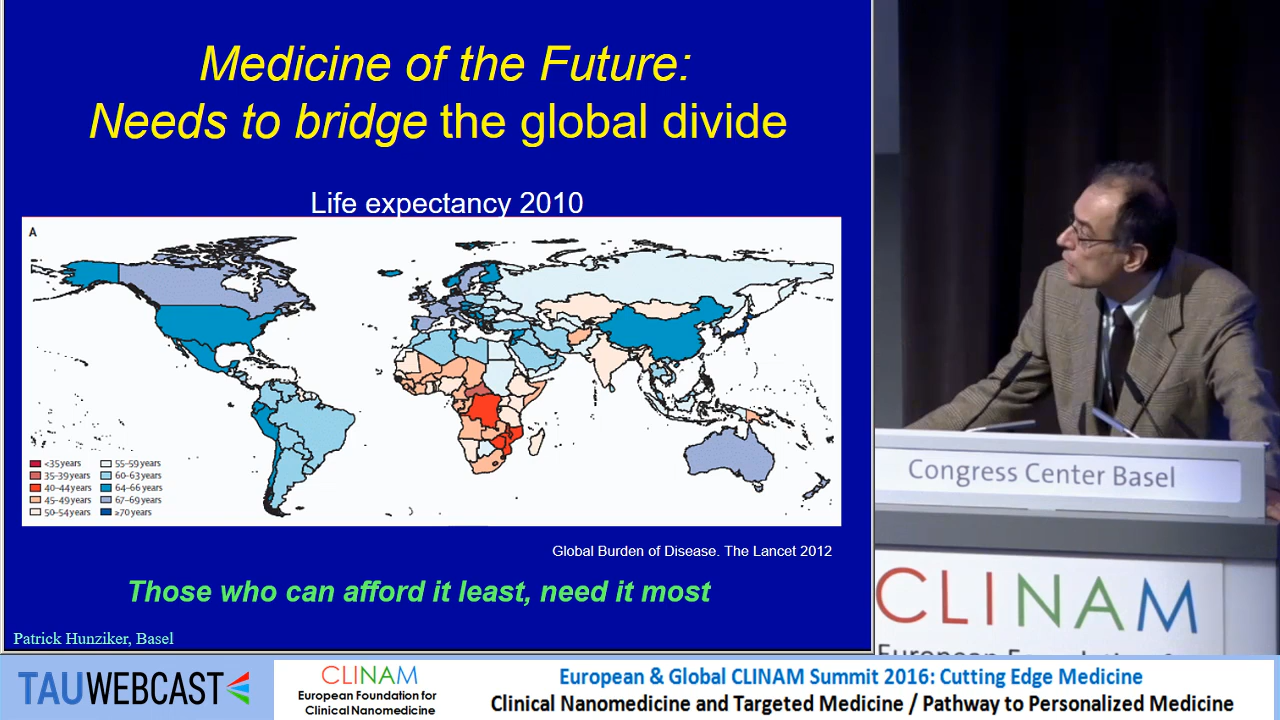 Medicine of the Future:
Needs to bridge the global divide
Life expectancy 2010
A
<35 years
35–39 years
40–44 years
45–49 years
50–54 years
55–59 years
60–63 years
64–66 years
67–69 years
≥70 years
Global Burden of Disease. The Lancet 2012
Those who can afford it least, need it most
Patrick Hunziker, Basel
Congress Center Basel
CLINAM
TAUWEBCAST
CLINAM
European Foundation for
Clinical Nanomedicine
European & Global CLINAM Summit 2016: Cutting Edge Medicine
Clinical Nanomedicine and Targeted Medicine / Pathway to Personalized Medicine